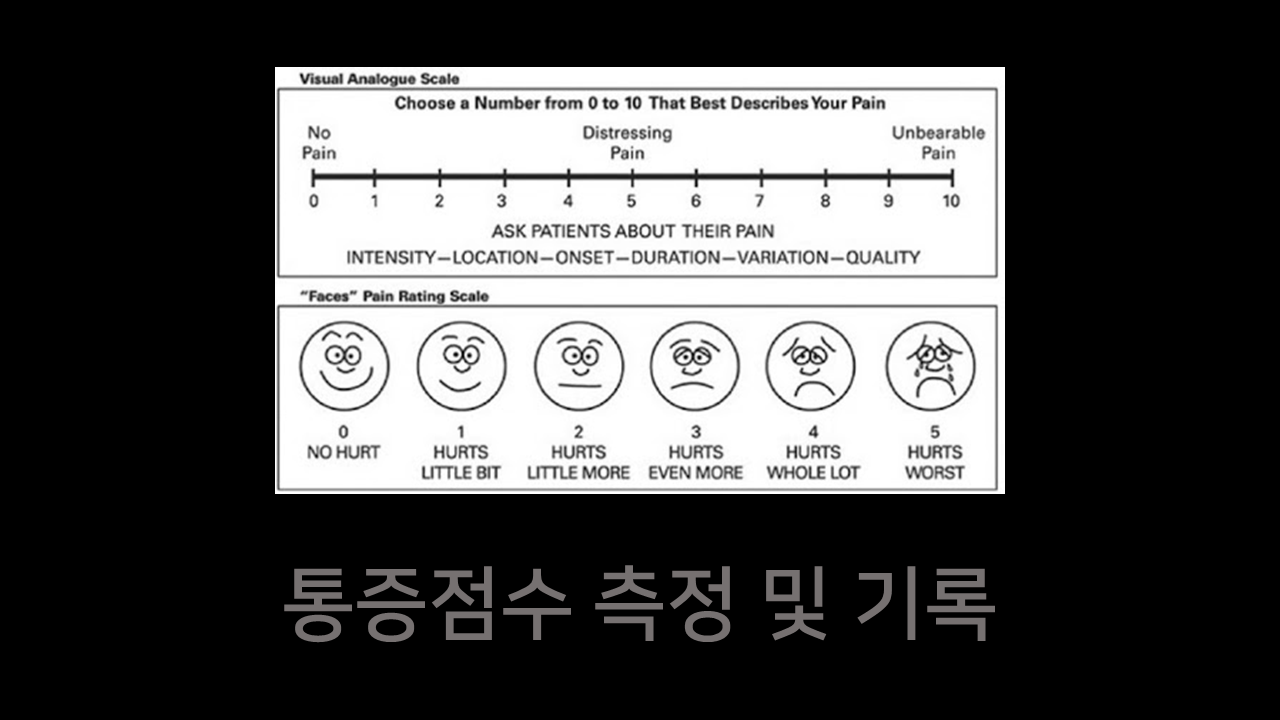 Visual Analogue Scale
Choose a Number from 0 to 10 That Best Describes Your Pain
No Distressing Unbearable
Pain Pain Pain
0 1 2 3 4 5 6 7 8 9 10
ASK PATIENTS ABOUT THEIR PAIN
INTENSITY—LOCATION—ONSET—DURATION—VARIATION—QUALITY
"Faces" Pain Rating Scale
0 1 2 3 4 5
NO HURT HURTS HURTS HURTS HURTS HURTS
LITTLE BIT LITTLE MORE EVEN MORE WHOLE LOT WORST
통증점수 측정 및 기록